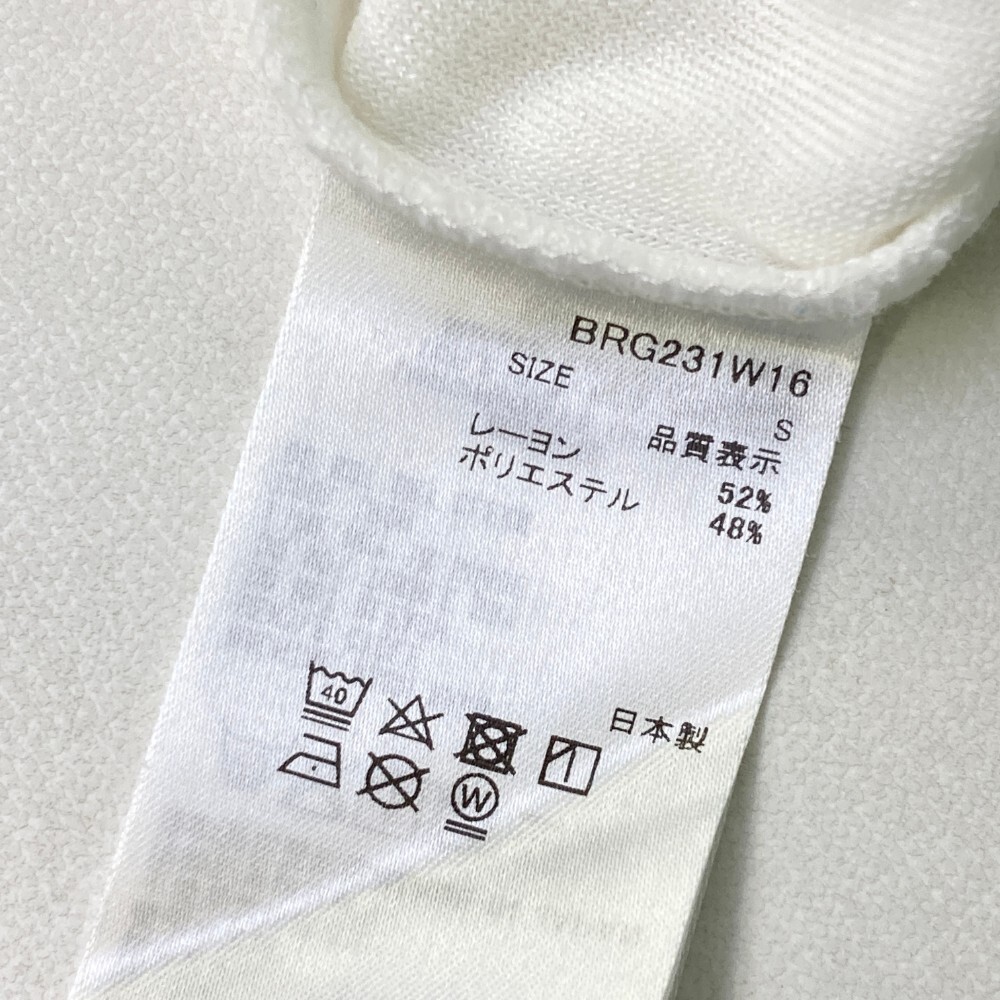 BRG231W16
SIZE
S
品質表示
レーヨン 52%
ポリエステル 48%
40
日本製
W